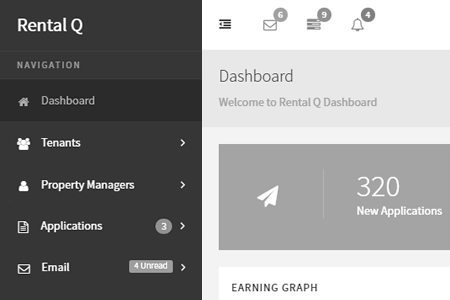 Rental Q
6
9
4
NAVIGATION
Dashboard
Tenants
Property Managers
Applications 3
Email 4 Unread
Dashboard
Welcome to Rental Q Dashboard
320
New Applications
EARNING GRAPH